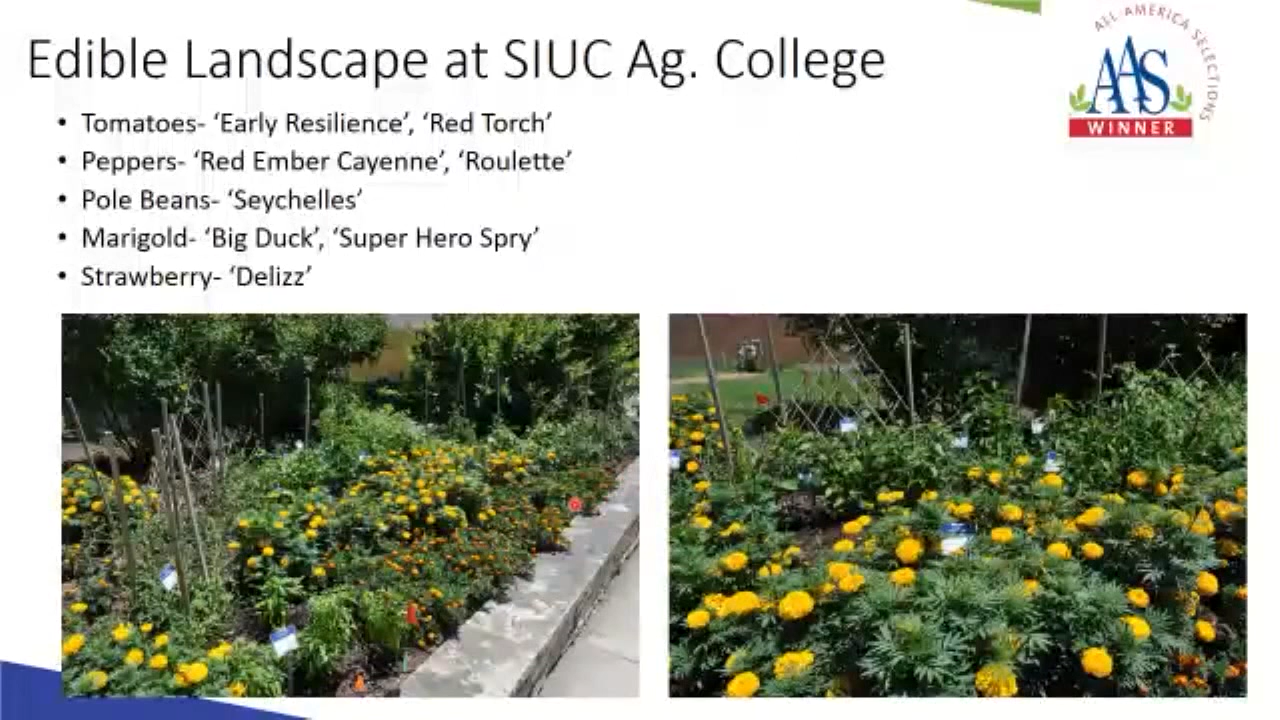 Edible Landscape at SIUC Ag. College
ALL-AMERICA SELECTIONS
AAS
WINNER
• Tomatoes- ‘Early Resilience’, ‘Red Torch’
• Peppers- ‘Red Ember Cayenne’, ‘Roulette’
• Pole Beans- ‘Seychelles’
• Marigold- ‘Big Duck’, ‘Super Hero Spry’
• Strawberry- ‘Delizz’